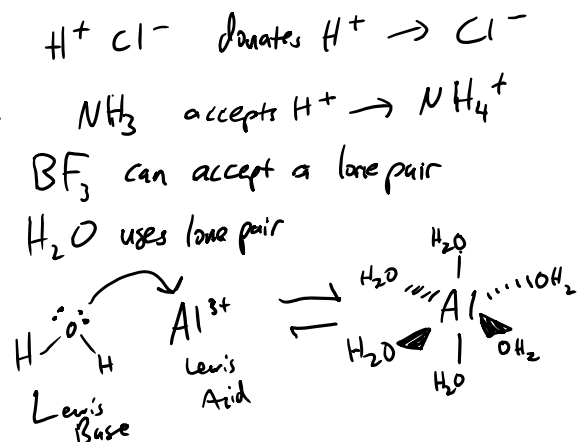 H⁺ Cl⁻ donates H⁺ → Cl⁻
NH₃ accepts H⁺ → NH₄⁺
BF₃ can accept a lone pair
H₂O uses lone pair
H O H Al³⁺ ⇌ Al H₂O H₂O OH₂ H₂O OH₂ H₂O
Lewis Base
Lewis Acid